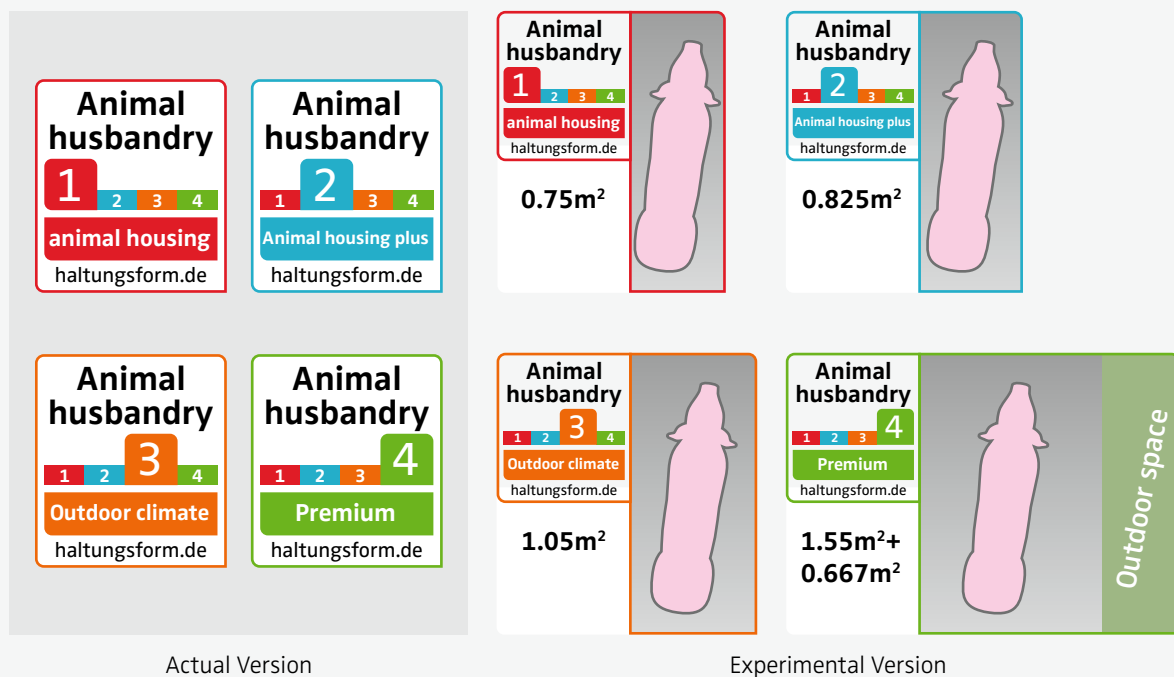 Animal
husbandry
1
2 3 4
animal housing
haltungsform.de
Animal
husbandry
2
1 3 4
Animal housing plus
haltungsform.de
Animal
husbandry
3
1 2 4
Outdoor climate
haltungsform.de
Animal
husbandry
4
1 2 3
Premium
haltungsform.de
Actual Version
Animal
husbandry
1
2 3 4
animal housing
haltungsform.de
0.75m²
Animal
husbandry
2
1 3 4
Animal housing plus
haltungsform.de
0.825m²
Animal
husbandry
3
1 2 4
Outdoor climate
haltungsform.de
1.05m²
Animal
husbandry
4
1 2 3
Premium
haltungsform.de
1.55m²+
0.667m²
Outdoor space
Experimental Version